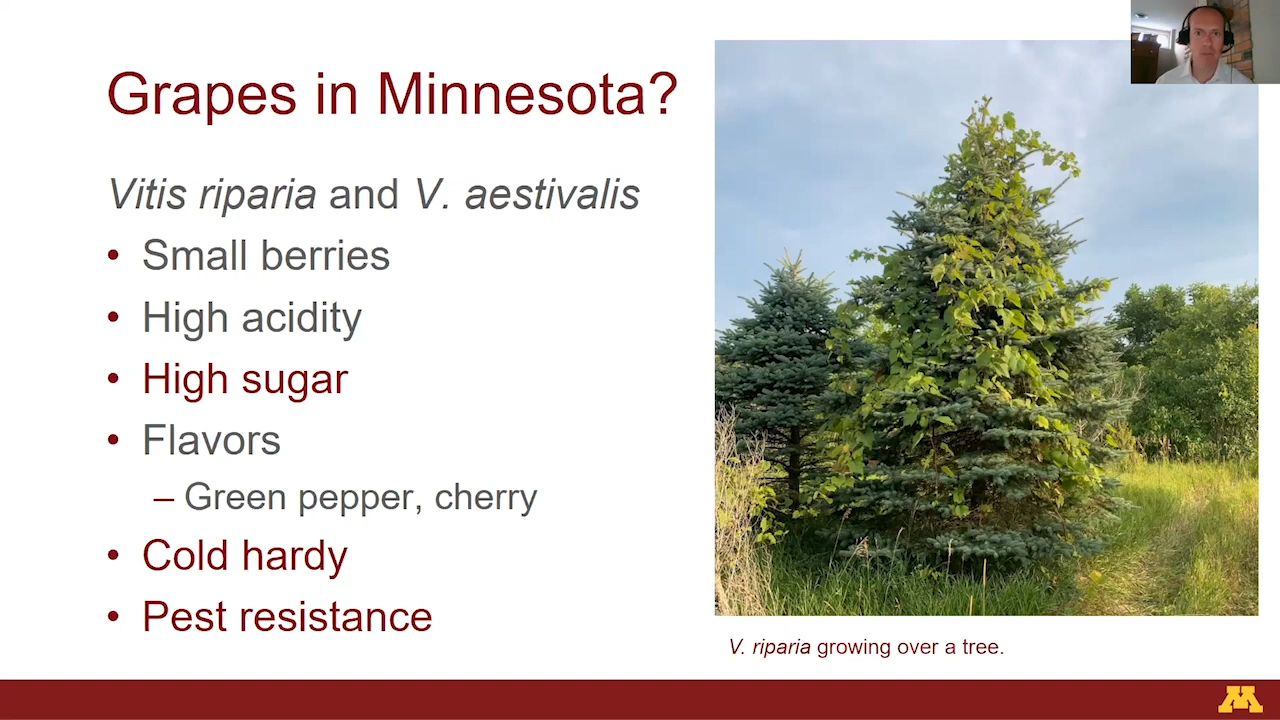 Grapes in Minnesota?
Vitis riparia and V. aestivalis
• Small berries
• High acidity
• High sugar
• Flavors
– Green pepper, cherry
• Cold hardy
• Pest resistance
V. riparia growing over a tree.
M